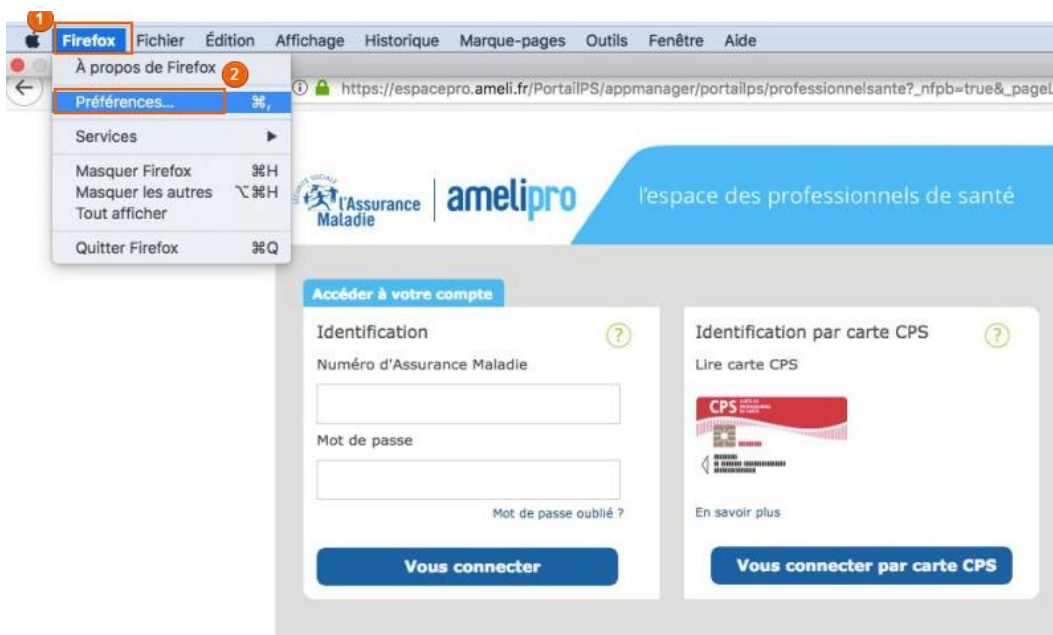 1
Firefox Fichier Édition Affichage Historique Marque-pages Outils Fenêtre Aide
À propos de Firefox
2
Préférences... ⌘,
https://espacepro.ameli.fr/PortailPS/appmanager/portailps/professionnelsante?_nfpb=true&_pageL
Services
Masquer Firefox ⌘H
Masquer les autres ⌥⌘H
Tout afficher
Quitter Firefox ⌘Q
SÉCURITÉ SOCIALE
l'Assurance
Maladie
amelipro
l'espace des professionnels de santé
Accéder à votre compte
Identification ?
Numéro d'Assurance Maladie
Mot de passe
Mot de passe oublié ?
Vous connecter
Identification par carte CPS ?
Lire carte CPS
CPS
En savoir plus
Vous connecter par carte CPS